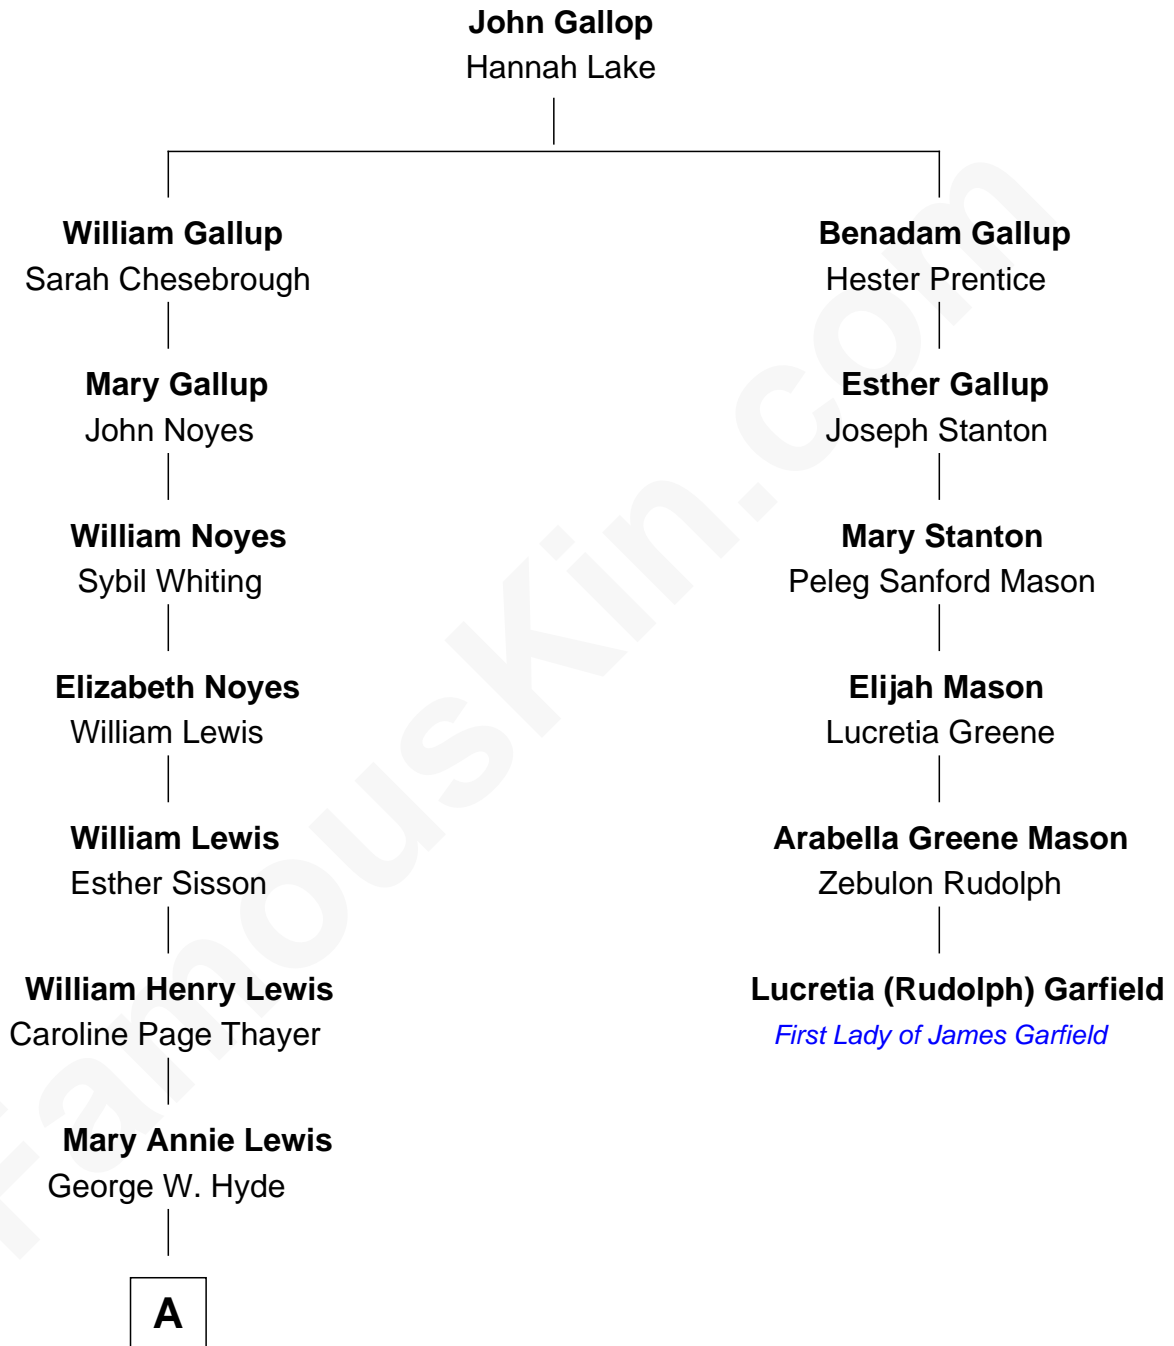 John Gallop
Hannah Lake
William Gallup
Sarah Chesebrough
Mary Gallup
John Noyes
William Noyes
Sybil Whiting
Elizabeth Noyes
William Lewis
William Lewis
Esther Sisson
William Henry Lewis
Caroline Page Thayer
Mary Annie Lewis
George W. Hyde
A
Benadam Gallup
Hester Prentice
Esther Gallup
Joseph Stanton
Mary Stanton
Peleg Sanford Mason
Elijah Mason
Lucretia Greene
Arabella Greene Mason
Zebulon Rudolph
Lucretia (Rudolph) Garfield
First Lady of James Garfield
FamousKin.com